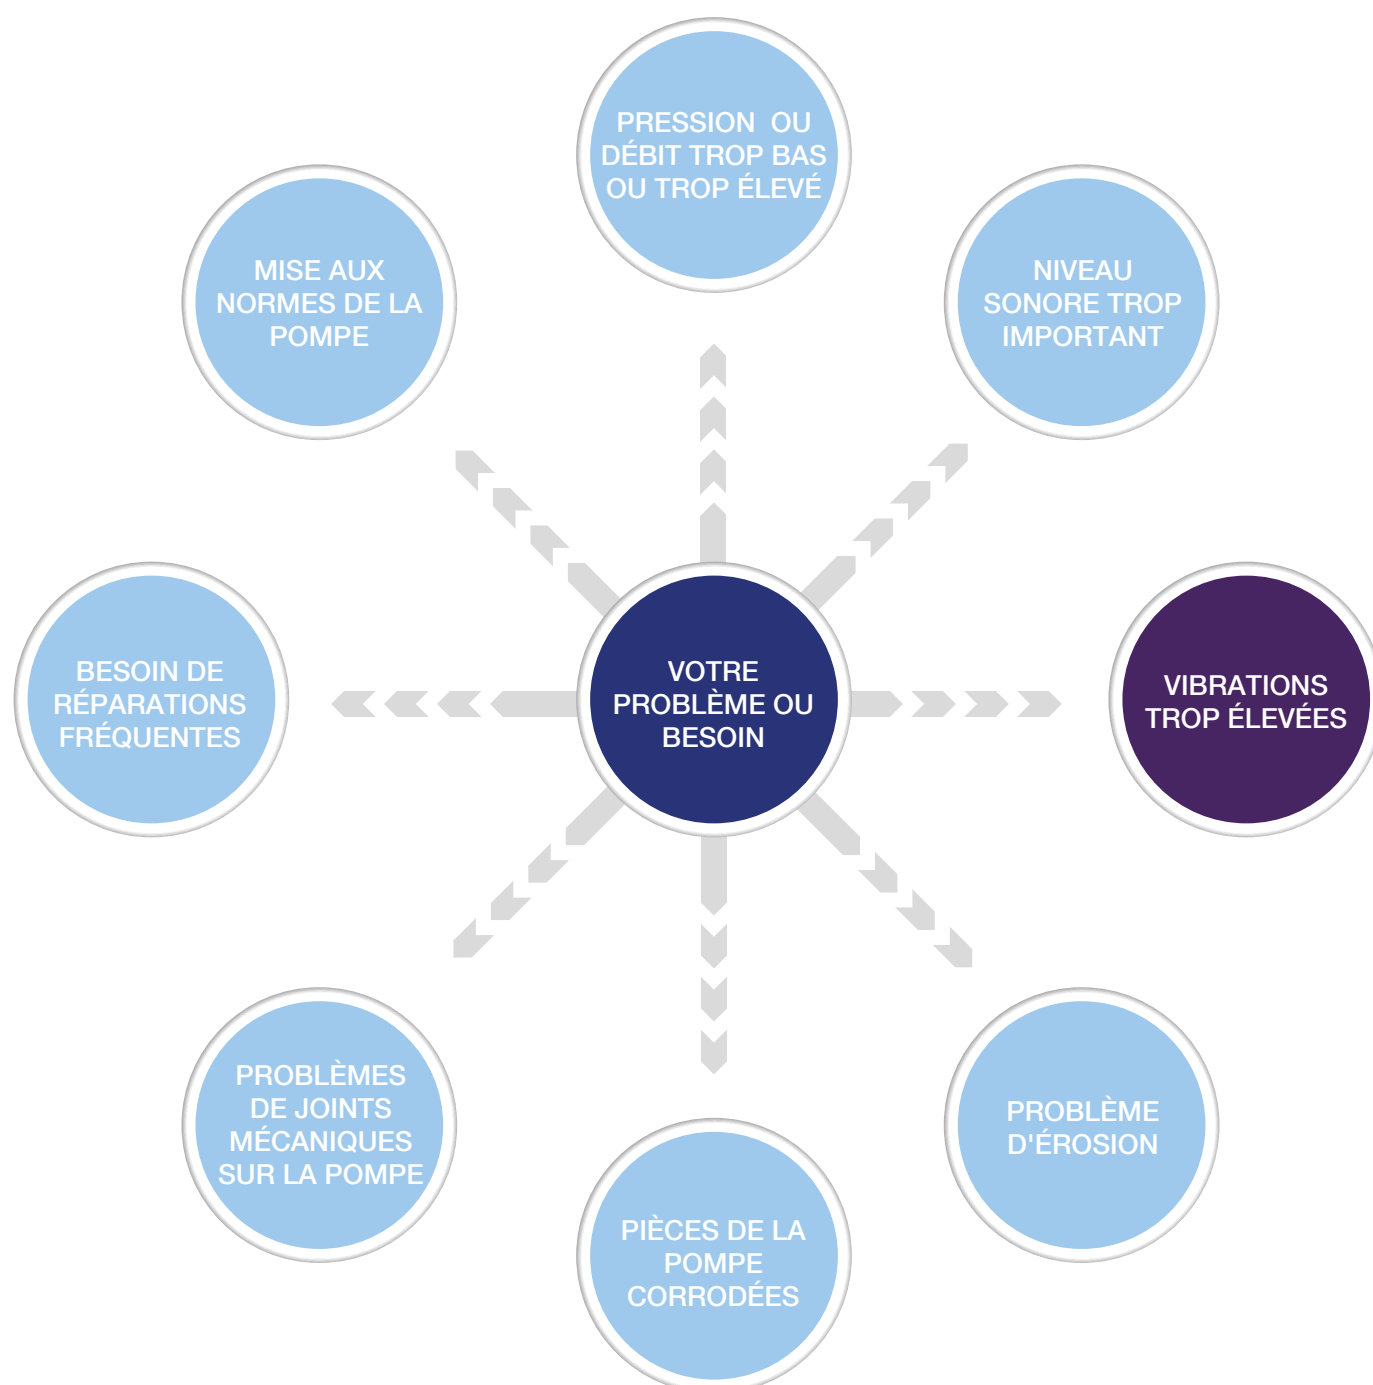 PRESSION OU
DÉBIT TROP BAS
OU TROP ÉLEVÉ
MISE AUX
NORMES DE LA
POMPE
NIVEAU
SONORE TROP
IMPORTANT
BESOIN DE
RÉPARATIONS
FRÉQUENTES
VOTRE
PROBLÈME OU
BESOIN
VIBRATIONS
TROP ÉLEVÉES
PROBLÈMES
DE JOINTS
MÉCANIQUES
SUR LA POMPE
PROBLÈME
D'ÉROSION
PIÈCES DE LA
POMPE
CORRODÉES